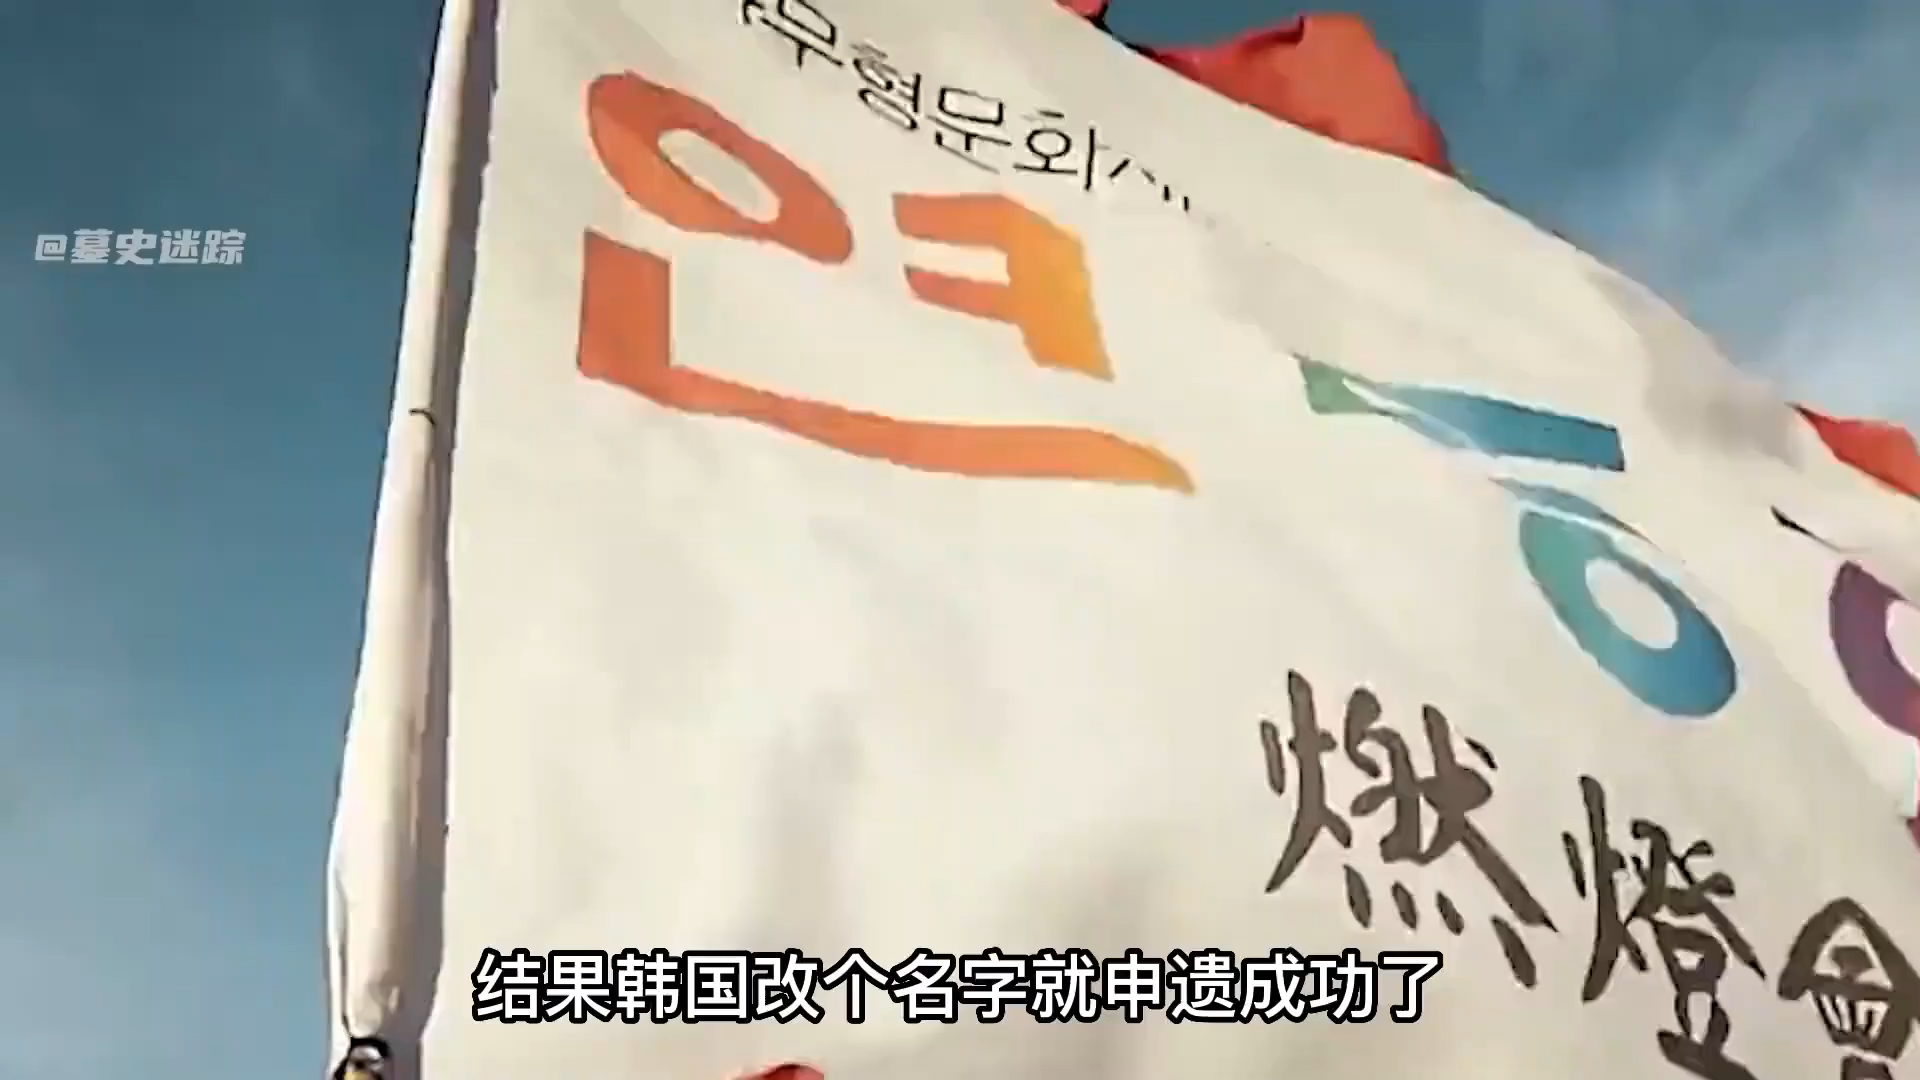 무형문화재
연등
燃燈會
@墓史迷踪
结果韩国改个名字就申遗成功了